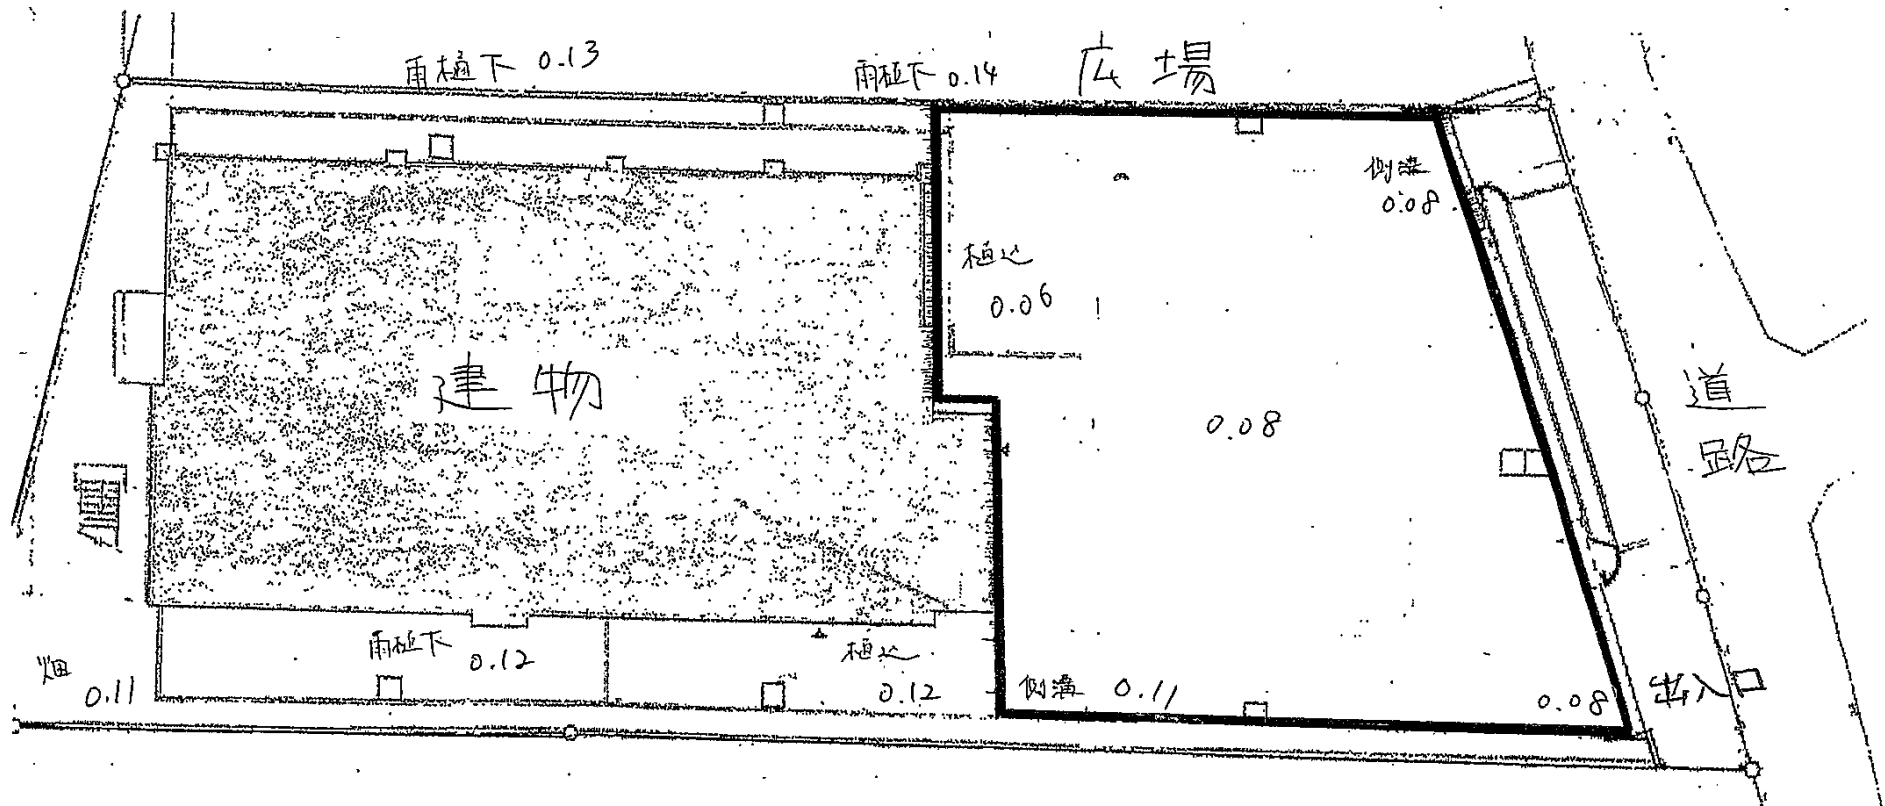 雨樋下 0.13
雨樋下 0.14
広場
側溝
0.08
植込
0.06
建物
0.08
道路
雨樋下 0.12
植込
0.12
畑
0.11
側溝 0.11
0.08
出入口